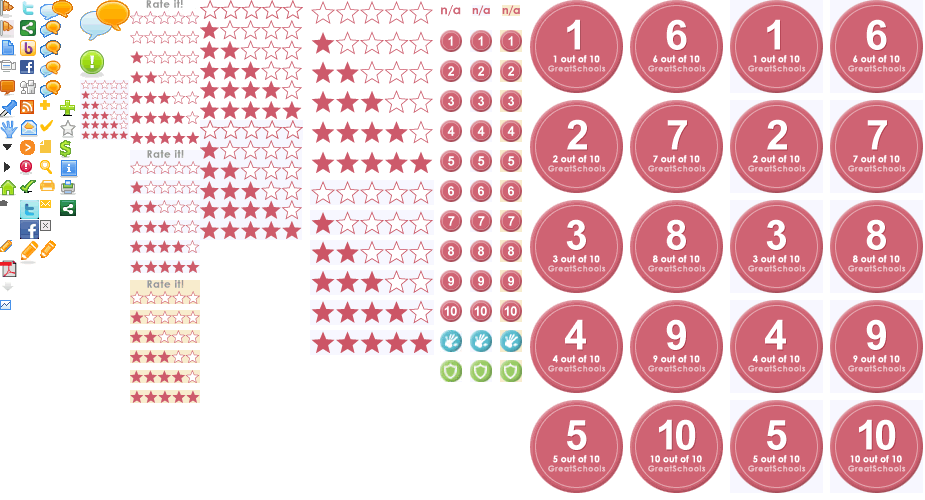 Rate it!
Rate it!
Rate it!
n/a n/a n/a
1 1 1
2 2 2
3 3 3
4 4 4
5 5 5
6 6 6
7 7 7
8 8 8
9 9 9
10 10 10
1 6 1 6
1 out of 10 6 out of 10 1 out of 10 6 out of 10
GreatSchools GreatSchools GreatSchools GreatSchools
2 7 2 7
2 out of 10 7 out of 10 2 out of 10 7 out of 10
GreatSchools GreatSchools GreatSchools GreatSchools
3 8 3 8
3 out of 10 8 out of 10 3 out of 10 8 out of 10
GreatSchools GreatSchools GreatSchools GreatSchools
4 9 4 9
4 out of 10 9 out of 10 4 out of 10 9 out of 10
GreatSchools GreatSchools GreatSchools GreatSchools
5 10 5 10
5 out of 10 10 out of 10 5 out of 10 10 out of 10
GreatSchools GreatSchools GreatSchools GreatSchools